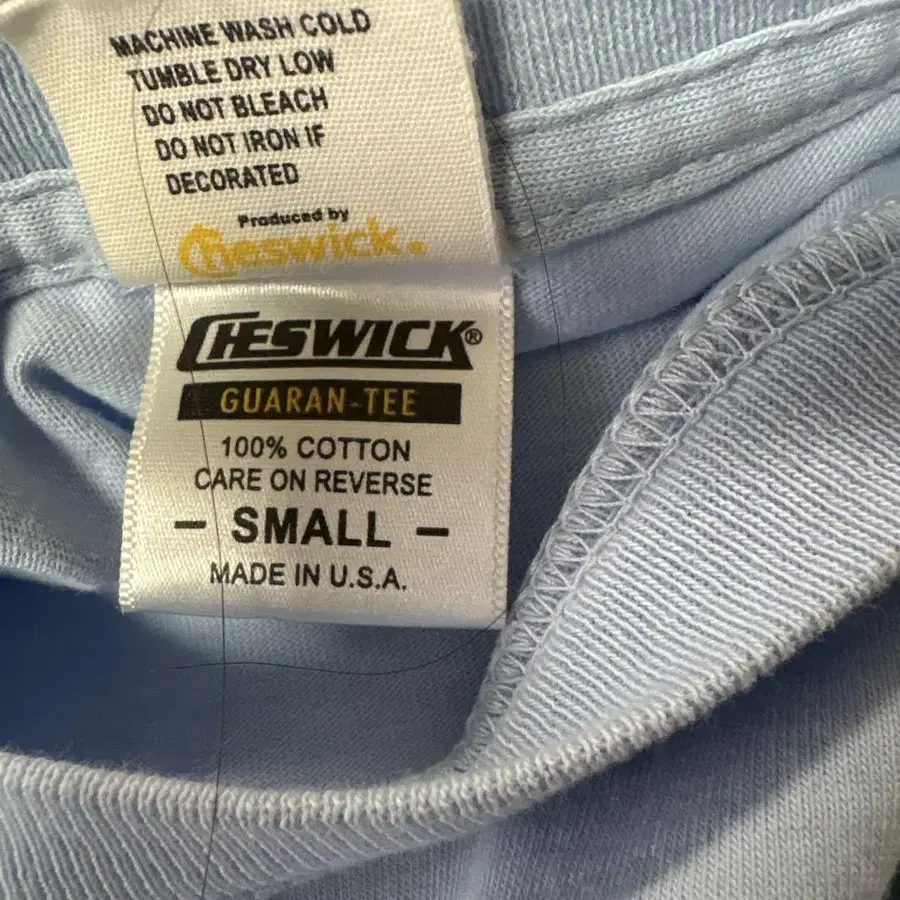 MACHINE WASH COLD
TUMBLE DRY LOW
DO NOT BLEACH
DO NOT IRON IF
DECORATED
Produced by
Cheswick.
CHESWICK®
GUARAN-TEE
100% COTTON
CARE ON REVERSE
- SMALL -
MADE IN U.S.A.